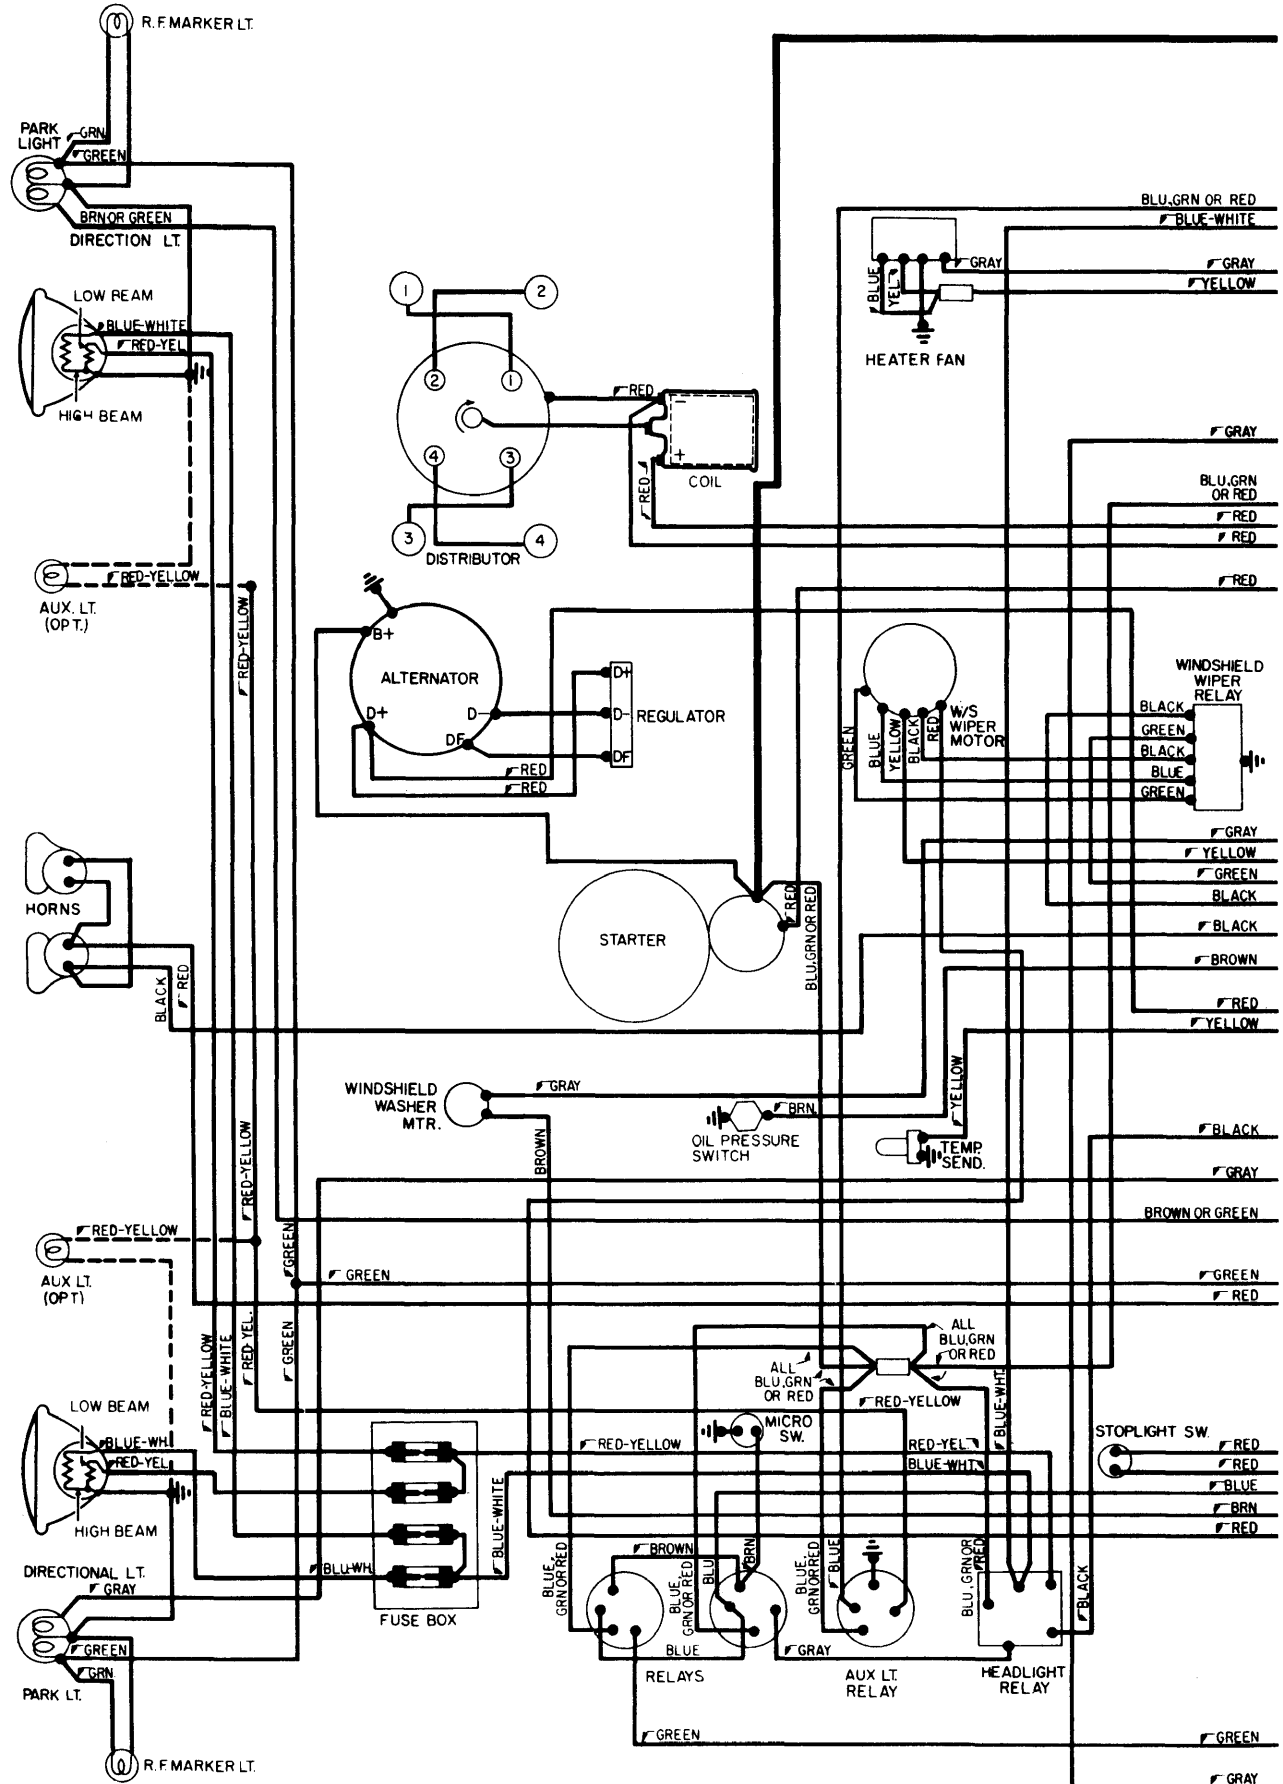 R.F. MARKER LT.
PARK
LIGHT
GRN.
GREEN
BRN OR GREEN
DIRECTION LT.
BLU,GRN OR RED
BLUE-WHITE
GRAY
GRAY
YELLOW
BLUE
YEL.
HEATER FAN
LOW BEAM
BLUE-WHITE
RED-YEL.
HIGH BEAM
1
2
2
1
4
3
3
4
DISTRIBUTOR
RED
-
+
COIL
RED
GRAY
BLU,GRN
OR RED
RED
RED
RED
RED-YELLOW
AUX. LT.
(OPT.)
RED-YELLOW
B+
ALTERNATOR
D+
D-
DF
D+
D-
DF
REGULATOR
RED
RED
W/S
WIPER
MOTOR
GREEN
BLUE
YELLOW
BLACK
RED
WINDSHIELD
WIPER
RELAY
BLACK
GREEN
BLACK
BLUE
GREEN
GRAY
YELLOW
GREEN
BLACK
BLACK
BROWN
RED
YELLOW
HORNS
BLACK
RED
STARTER
RED
BLU,GRN OR RED
WINDSHIELD
WASHER
MTR.
GRAY
BROWN
BRN.
OIL PRESSURE
SWITCH
YELLOW
TEMP.
SEND.
BLACK
GRAY
BROWN OR GREEN
RED-YELLOW
RED-YELLOW
AUX LT.
(OPT)
GREEN
GREEN
GREEN
RED
RED-YELLOW
BLUE-WHITE
RED YEL.
GREEN
ALL
BLU,GRN
OR RED
ALL
BLU,GRN
OR RED
RED-YELLOW
BLUE-WHT.
LOW BEAM
BLUE-WH.
RED-YEL.
HIGH BEAM
MICRO
SW.
RED-YELLOW
RED-YEL.
BLUE-WHT.
STOPLIGHT SW.
RED
RED
BLUE
BRN
RED
BLUE-WHITE
BLU-WH.
FUSE BOX
DIRECTIONAL LT.
GRAY
GREEN
GRN.
PARK LT.
BROWN
BLUE,
GRN OR RED
BLUE,
GRN OR RED
BLU
BRN
BLUE,
GRN OR RED
BLUE
BLU,GRN OR
RED
BLACK
BLUE
GRAY
RELAYS
AUX LT.
RELAY
HEADLIGHT
RELAY
GREEN
GREEN
GRAY
R.F. MARKER LT.